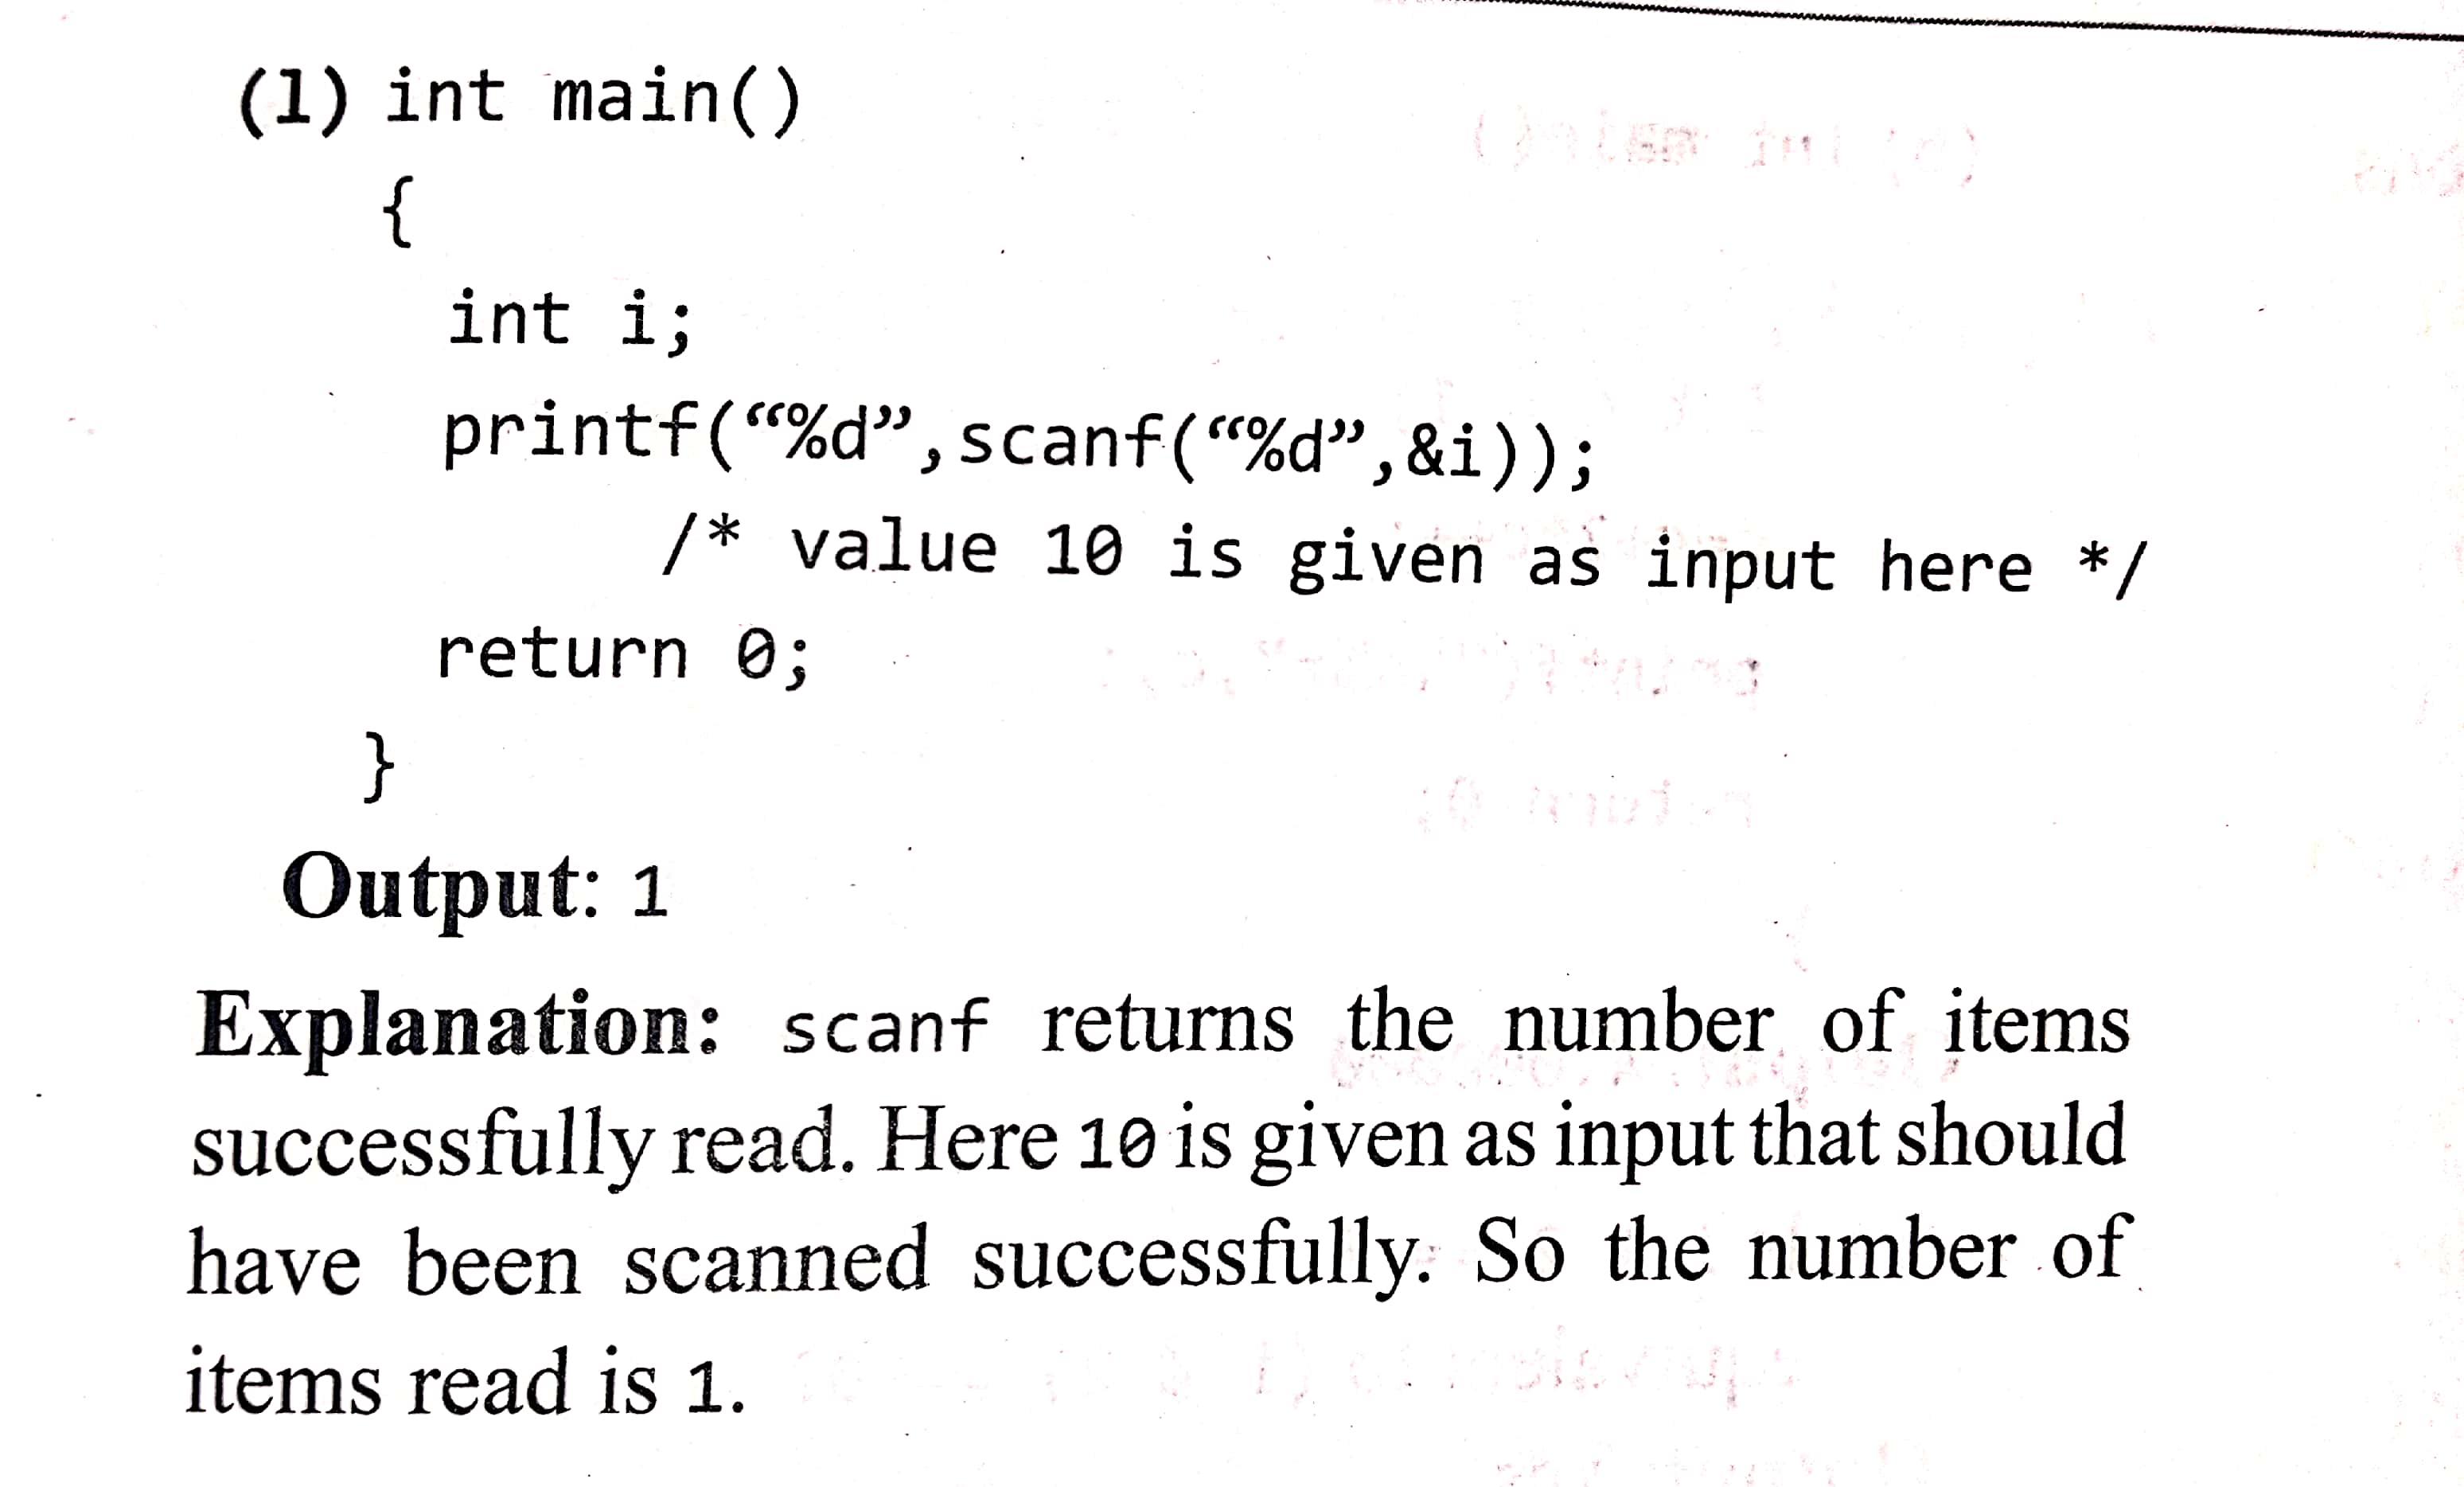 (1) int main()
{
int i;
printf(“%d”,scanf(“%d”,&i));
/* value 10 is given as input here */
return 0;
}
Output: 1
Explanation: scanf returns the number of items
successfully read. Here 10 is given as input that should
have been scanned successfully. So the number of
items read is 1.